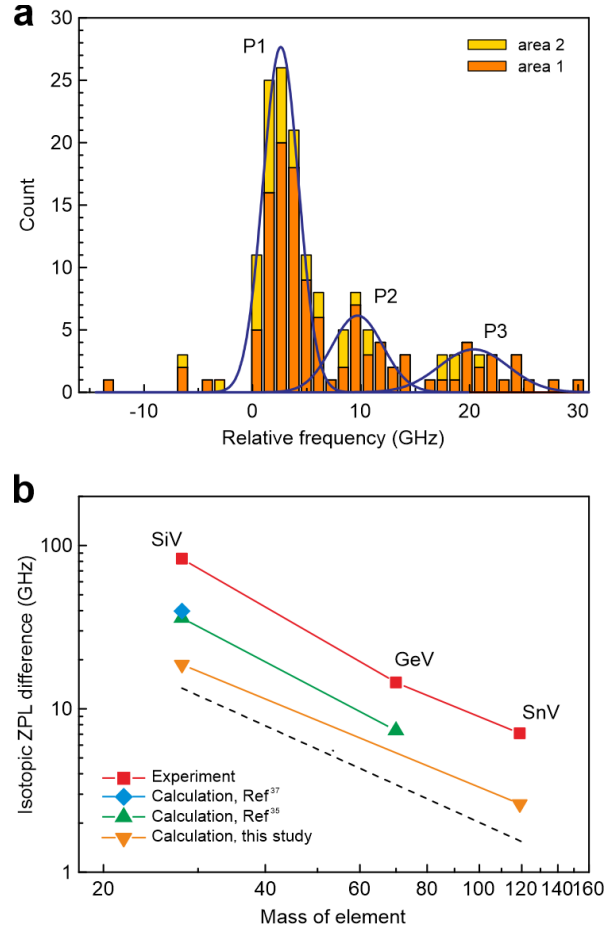 a
30
25
20
15
10
5
0
Count
P1
P2
P3
area 2
area 1
-10
0
10
20
30
Relative frequency (GHz)
b
100
10
1
Isotopic ZPL difference (GHz)
SiV
GeV
SnV
Experiment
Calculation, Ref³⁷
Calculation, Ref³⁵
Calculation, this study
20
40
60
80
100
120
140
160
Mass of element